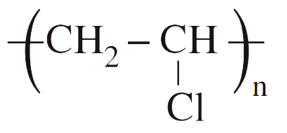 (CH₂ – CH)ₙ
Cl